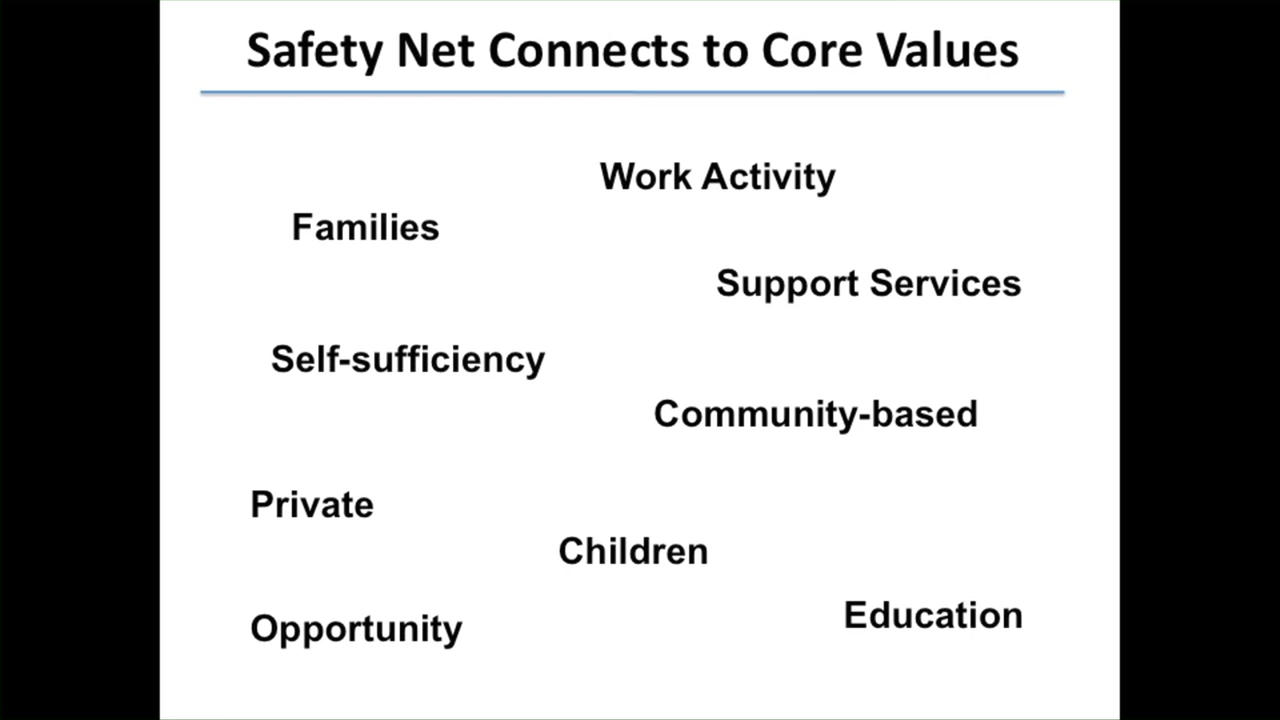 Safety Net Connects to Core Values
Work Activity
Families
Support Services
Self-sufficiency
Community-based
Private
Children
Education
Opportunity